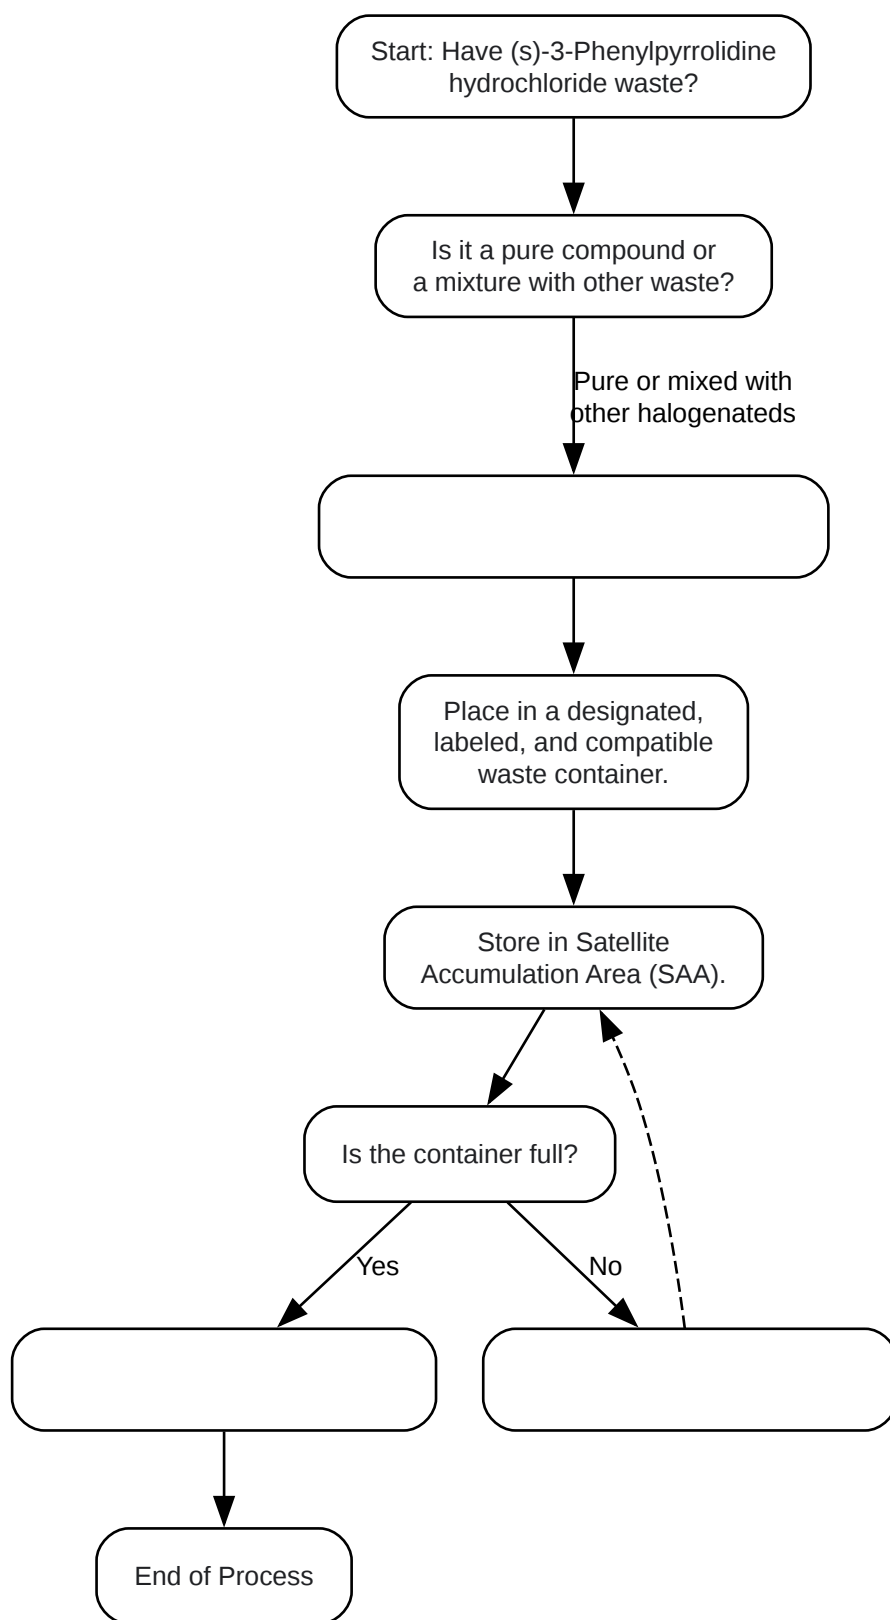 Start: Have (s)-3-Phenylpyrrolidine
hydrochloride waste?
Is it a pure compound or
a mixture with other waste?
Pure or mixed with
other halogenateds
Place in a designated,
labeled, and compatible
waste container.
Store in Satellite
Accumulation Area (SAA).
Is the container full?
Yes
No
End of Process